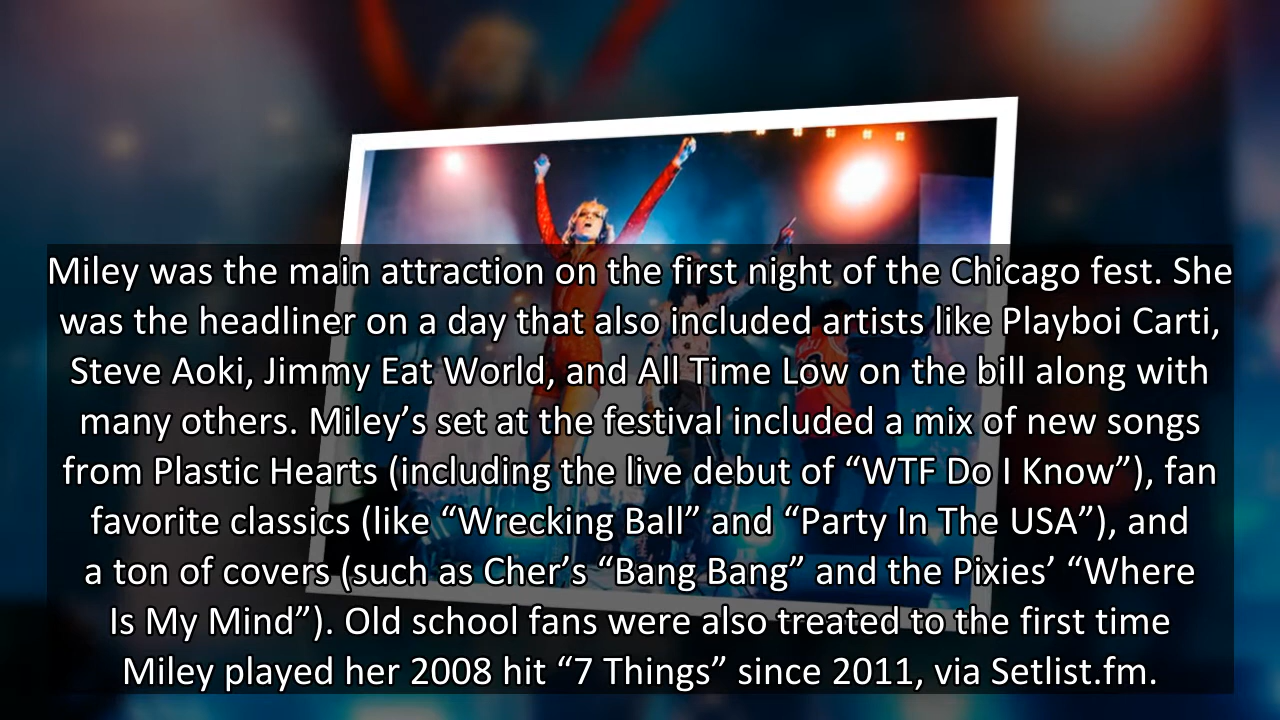 Miley was the main attraction on the first night of the Chicago fest. She
was the headliner on a day that also included artists like Playboi Carti,
Steve Aoki, Jimmy Eat World, and All Time Low on the bill along with
many others. Miley’s set at the festival included a mix of new songs
from Plastic Hearts (including the live debut of “WTF Do I Know”), fan
favorite classics (like “Wrecking Ball” and “Party In The USA”), and
a ton of covers (such as Cher’s “Bang Bang” and the Pixies’ “Where
Is My Mind”). Old school fans were also treated to the first time
Miley played her 2008 hit “7 Things” since 2011, via Setlist.fm.